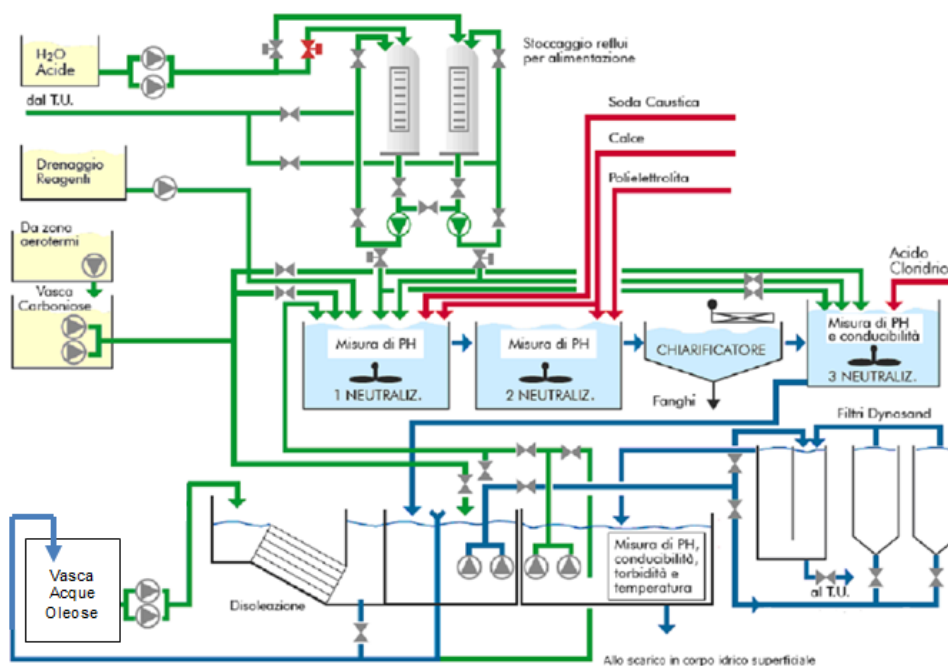 H2O
Acide
dal T.U.
Drenaggio
Reagenti
Da zona
aerotermi
Vasca
Carboniose
Stoccaggio reflui
per alimentazione
Soda Caustica
Calce
Polielettrolita
Acido
Cloridrio
Misura di PH
1 NEUTRALIZ.
Misura di PH
2 NEUTRALIZ.
CHIARIFICATORE
Fanghi
Misura di PH
e conducibilità
3 NEUTRALIZ.
Filtri Dynasand
Vasca
Acque
Oleose
Disoleazione
Misura di PH,
conducibilità,
torbidità e
temperatura
al T.U.
Allo scarico in corpo idrico superficiale